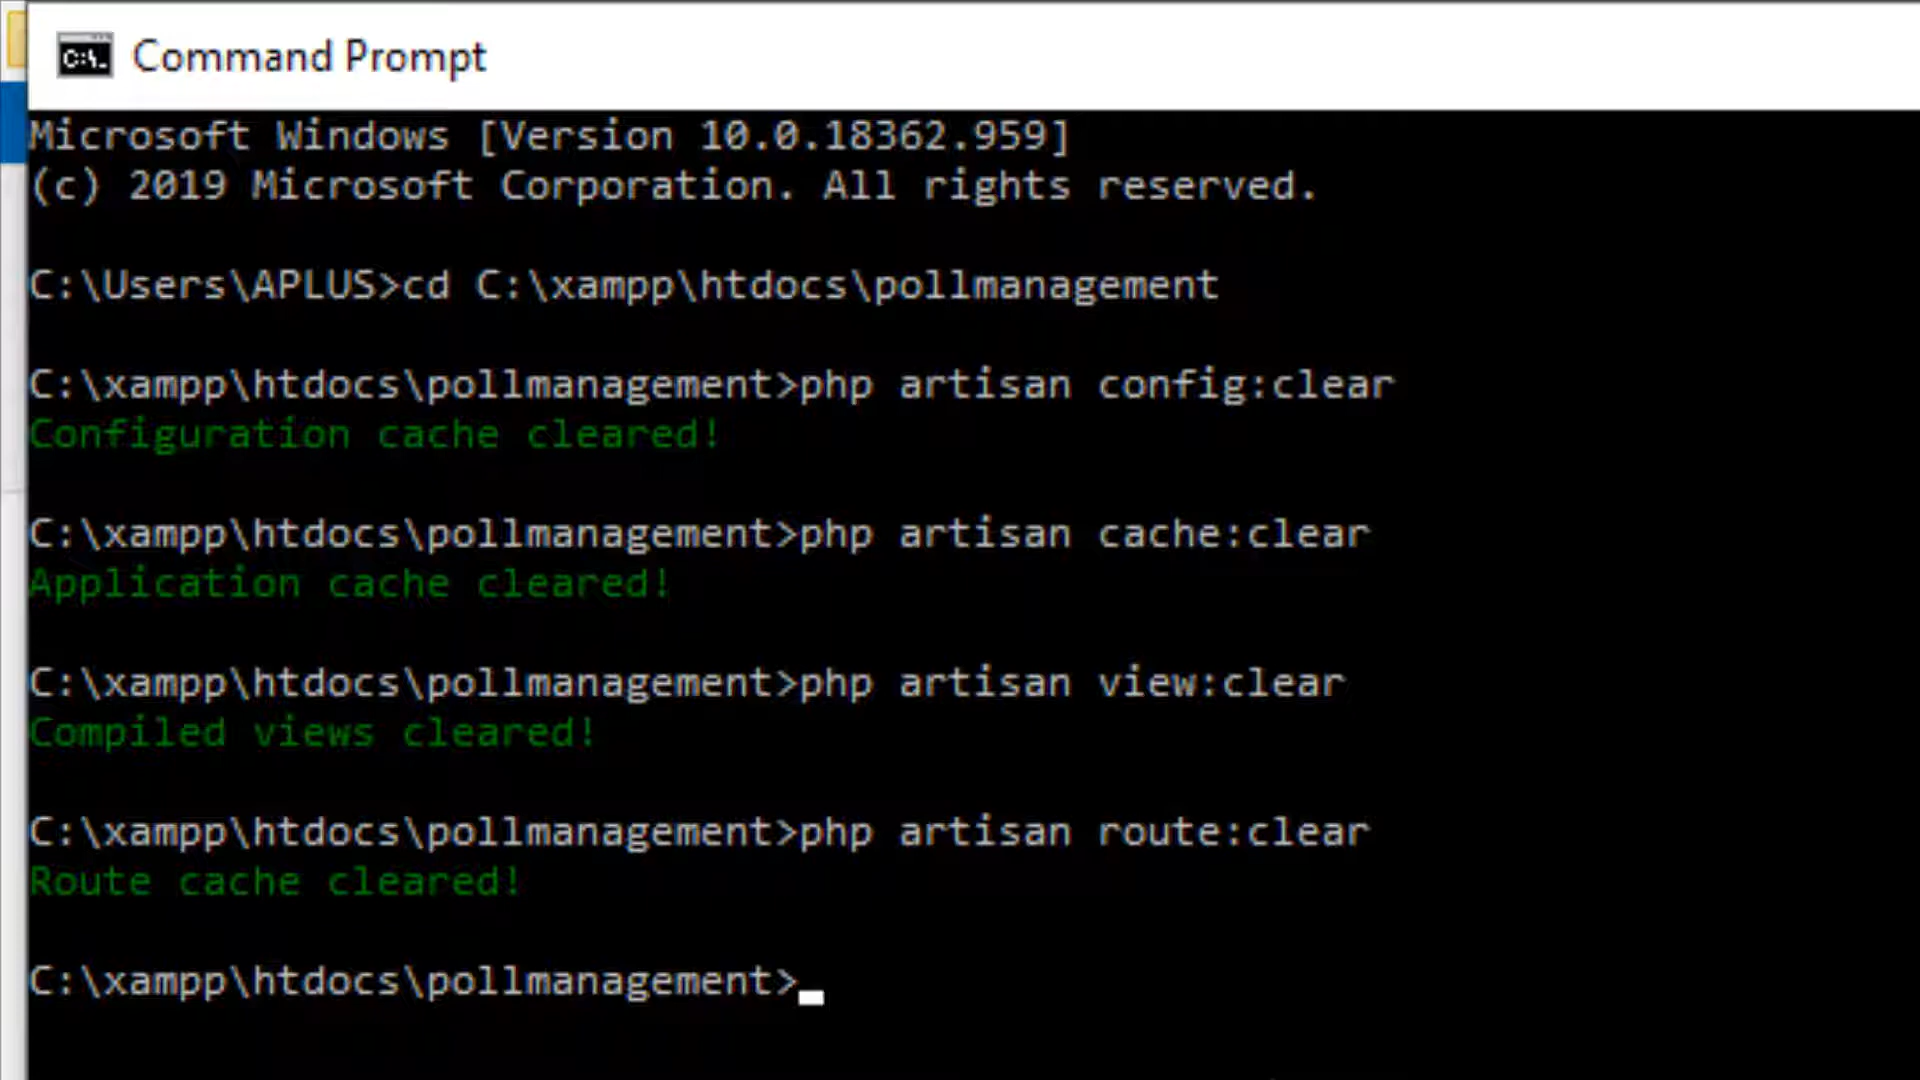 C:\.
Command Prompt
Microsoft Windows [Version 10.0.18362.959]
(c) 2019 Microsoft Corporation. All rights reserved.
C:\Users\APLUS>cd C:\xampp\htdocs\pollmanagement
C:\xampp\htdocs\pollmanagement>php artisan config:clear
Configuration cache cleared!
C:\xampp\htdocs\pollmanagement>php artisan cache:clear
Application cache cleared!
C:\xampp\htdocs\pollmanagement>php artisan view:clear
Compiled views cleared!
C:\xampp\htdocs\pollmanagement>php artisan route:clear
Route cache cleared!
C:\xampp\htdocs\pollmanagement>